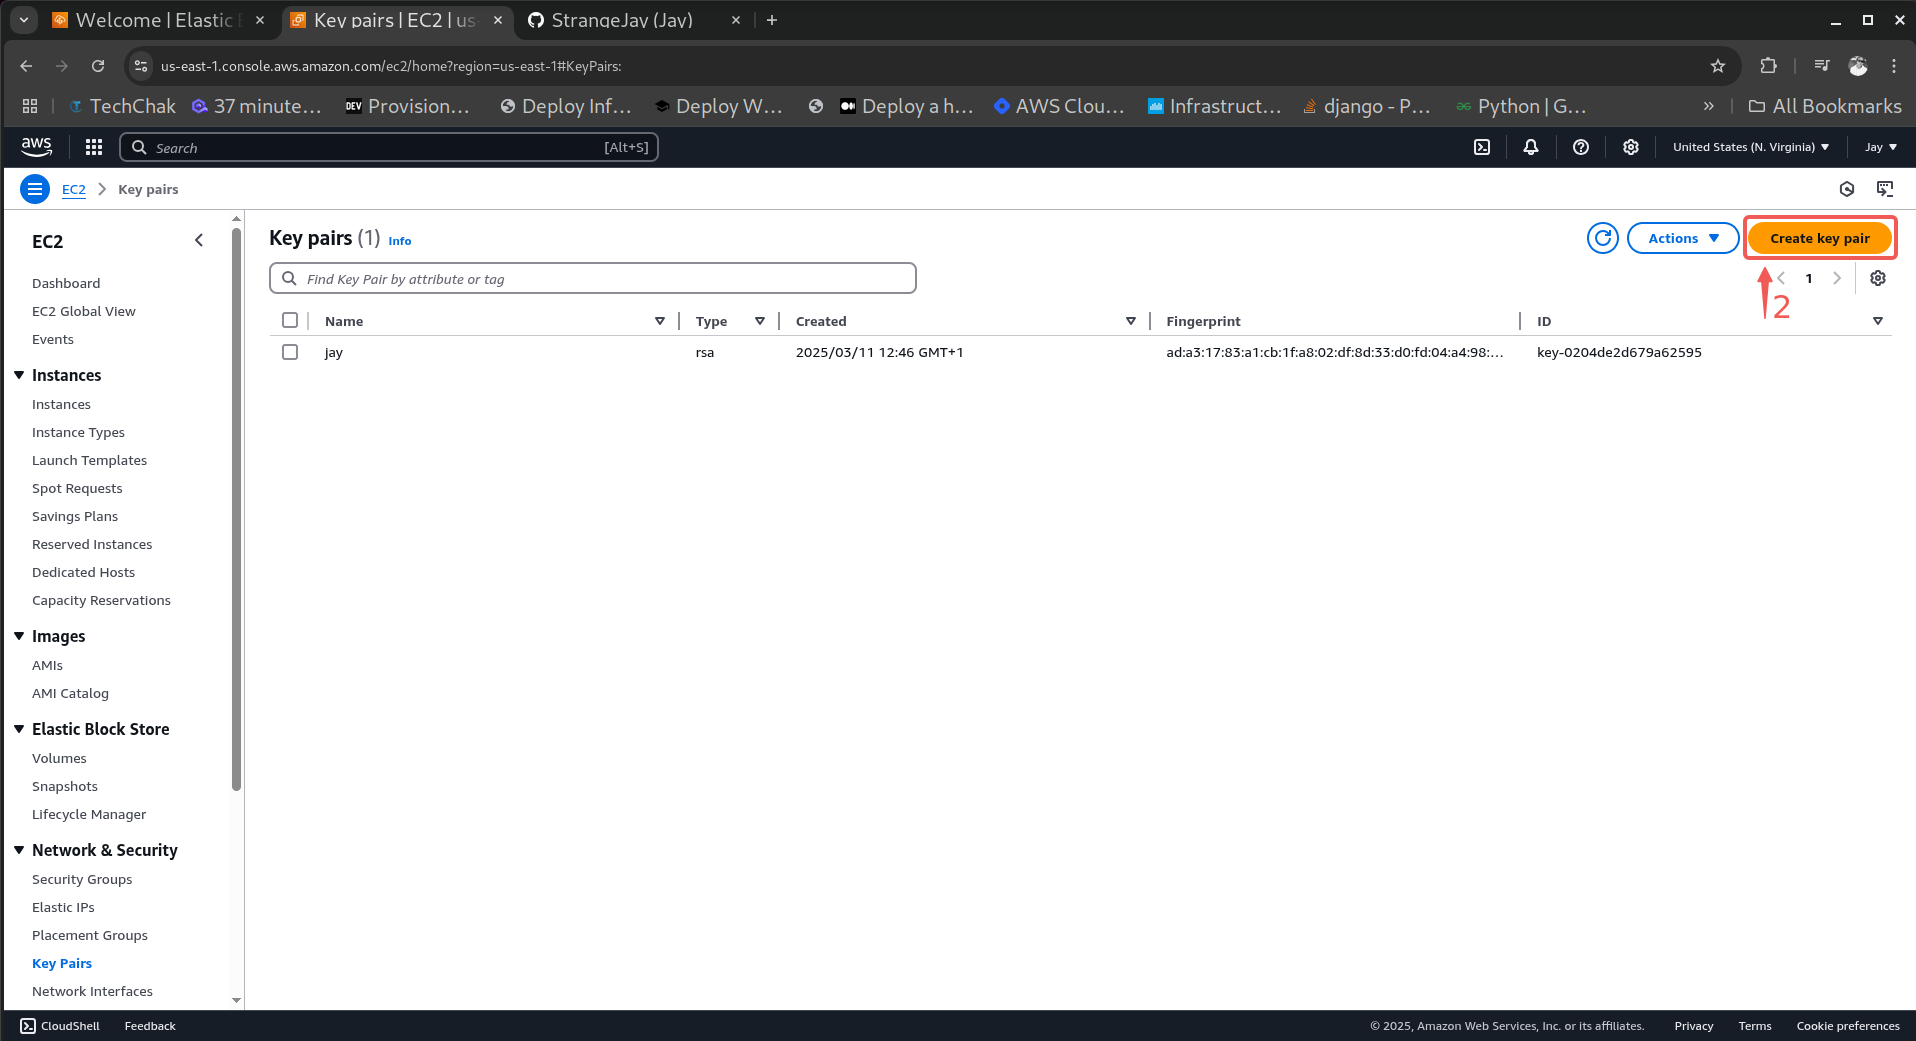 Welcome | Elastic
Key pairs | EC2 | us-
StrangeJay (Jay)
us-east-1.console.aws.amazon.com/ec2/home?region=us-east-1#KeyPairs:
TechChak
37 minute...
DEV
Provision...
Deploy Inf...
Deploy W...
Deploy a h...
AWS Clou...
Infrastruct...
django - P...
Python | G...
»
All Bookmarks
aws
Search
[Alt+S]
United States (N. Virginia)
Jay
EC2
Key pairs
EC2
Dashboard
EC2 Global View
Events
Instances
Instances
Instance Types
Launch Templates
Spot Requests
Savings Plans
Reserved Instances
Dedicated Hosts
Capacity Reservations
Images
AMIs
AMI Catalog
Elastic Block Store
Volumes
Snapshots
Lifecycle Manager
Network & Security
Security Groups
Elastic IPs
Placement Groups
Key Pairs
Network Interfaces
Key pairs (1) Info
Actions
Create key pair
Find Key Pair by attribute or tag
1
2
Name Type Created Fingerprint ID
jay rsa 2025/03/11 12:46 GMT+1 ad:a3:17:83:a1:cb:1f:a8:02:df:8d:33:d0:fd:04:a4:98:... key-0204de2d679a62595
CloudShell
Feedback
© 2025, Amazon Web Services, Inc. or its affiliates.
Privacy
Terms
Cookie preferences